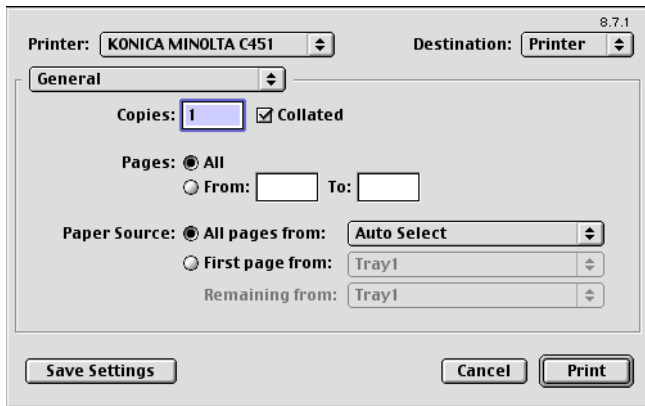 8.7.1
Printer: KONICA MINOLTA C451 Destination: Printer
General
Copies: 1 Collated
Pages: All
From: To:
Paper Source: All pages from: Auto Select
First page from: Tray1
Remaining from: Tray1
Save Settings Cancel Print